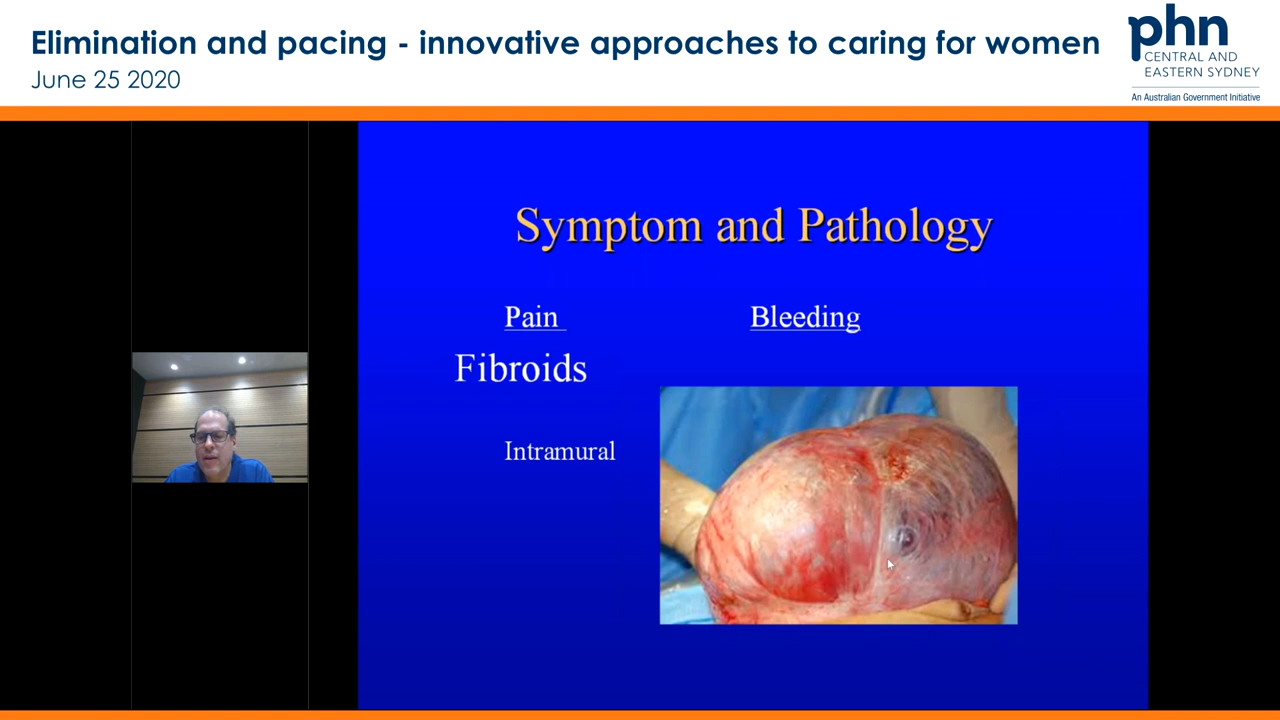 Elimination and pacing - innovative approaches to caring for women
June 25 2020
phn
CENTRAL AND
EASTERN SYDNEY
An Australian Government Initiative
Symptom and Pathology
Pain
Bleeding
Fibroids
Intramural